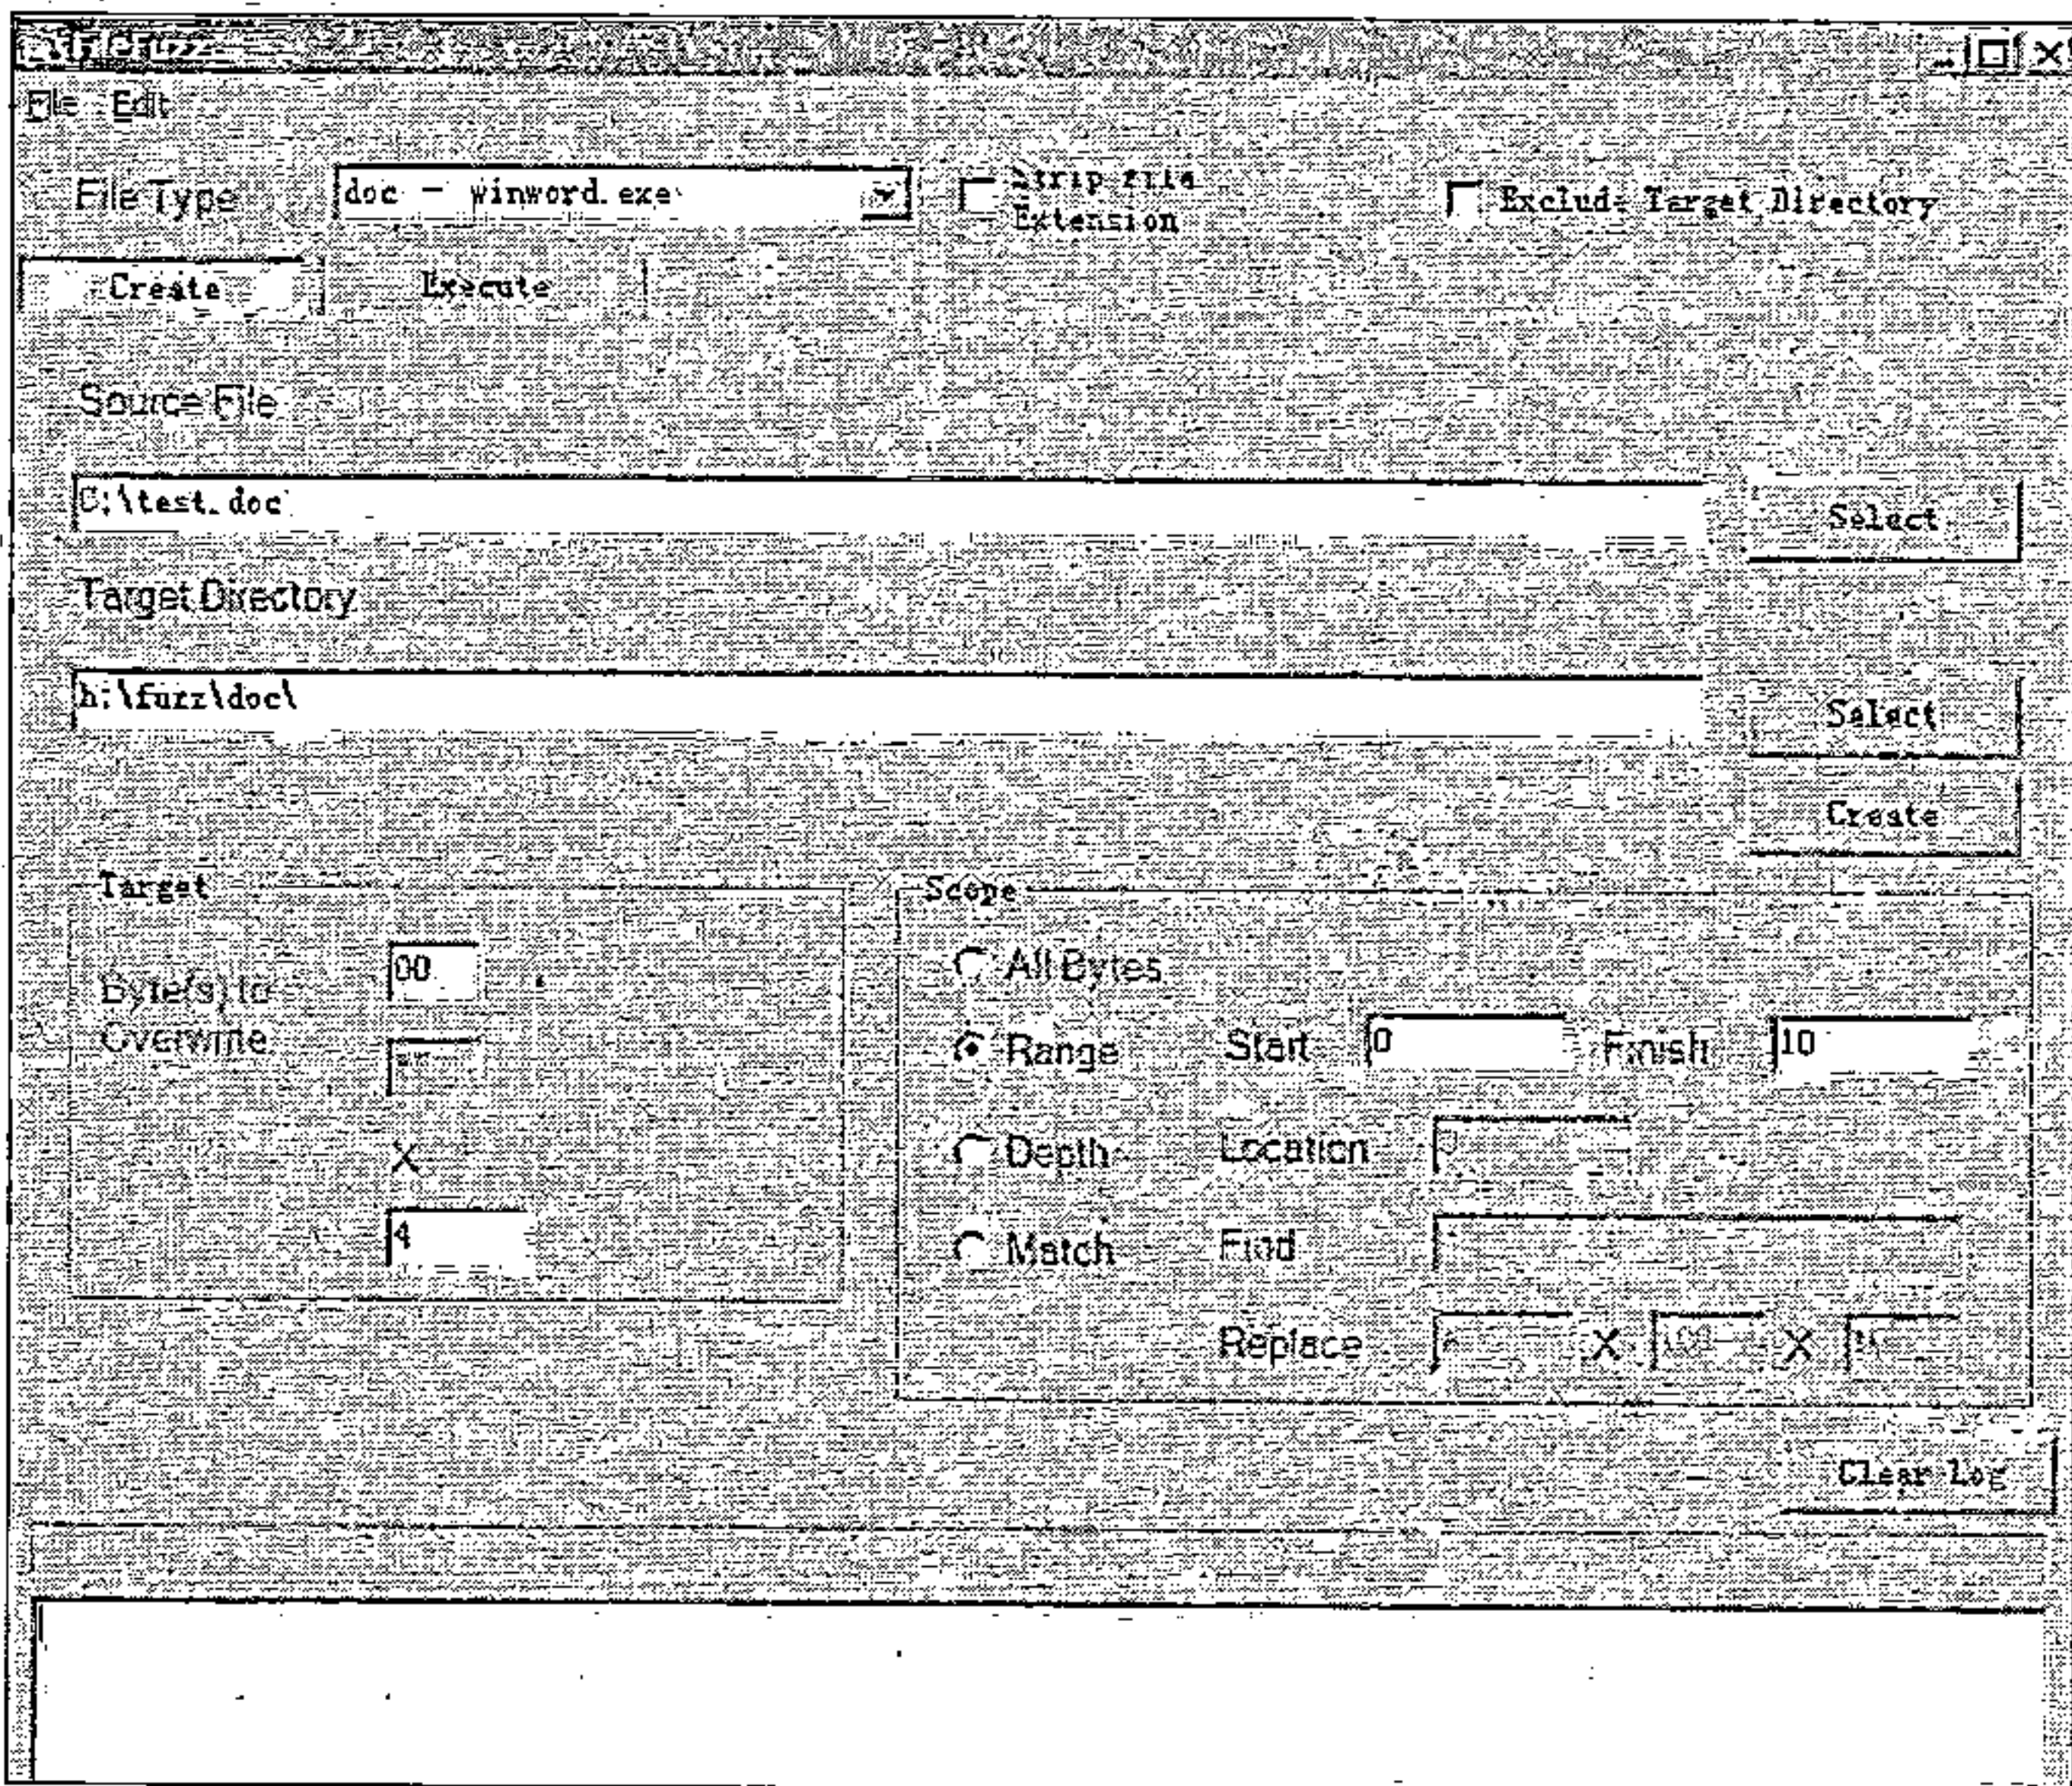 FileFuzz
File Edit
File Type doc - winword.exe Strip File Extension Exclude Target Directory
Create Execute
Source File
C:\test.doc Select
Target Directory
h:\fuzz\doc\ Select
Create
Target Scope
Byte(s) to Overwrite 00 All Bytes
Range Start 0 Finish 10
X Depth Location 0
4 Match Find
Replace X X
Clear Log